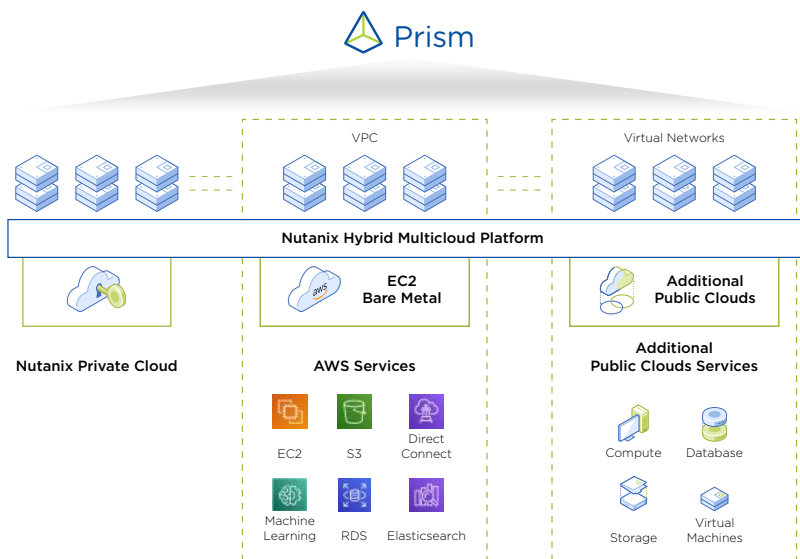 Prism
VPC
Virtual Networks
Nutanix Hybrid Multicloud Platform
aws
EC2
Bare Metal
Additional
Public Clouds
Nutanix Private Cloud
AWS Services
Additional
Public Clouds Services
EC2
S3
Direct
Connect
Compute
Database
Machine
Learning
RDS
Elasticsearch
Storage
Virtual
Machines